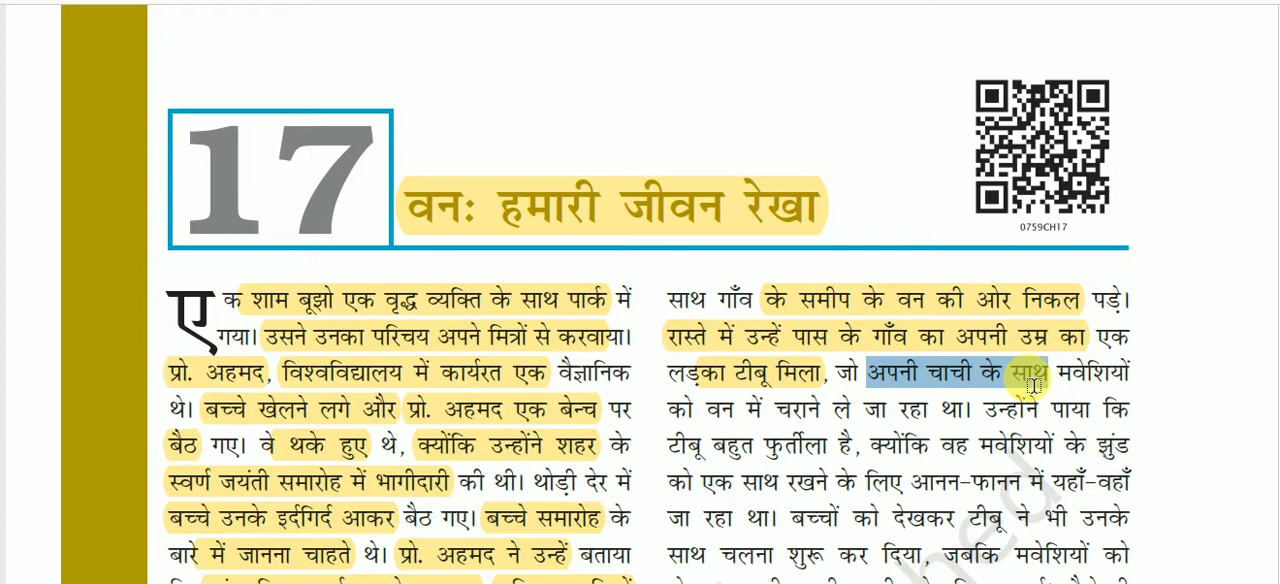 17
वनः हमारी जीवन रेखा
0759CH17
एक शाम बूझो एक वृद्ध व्यक्ति के साथ पार्क में
गया। उसने उनका परिचय अपने मित्रों से करवाया।
प्रो. अहमद, विश्वविद्यालय में कार्यरत एक वैज्ञानिक
थे। बच्चे खेलने लगे और प्रो. अहमद एक बेन्च पर
बैठ गए। वे थके हुए थे, क्योंकि उन्होंने शहर के
स्वर्ण जयंती समारोह में भागीदारी की थी। थोड़ी देर में
बच्चे उनके इर्दगिर्द आकर बैठ गए। बच्चे समारोह के
बारे में जानना चाहते थे। प्रो. अहमद ने उन्हें बताया
साथ गाँव के समीप के वन की ओर निकल पड़े।
रास्ते में उन्हें पास के गाँव का अपनी उम्र का एक
लड़का टीबू मिला, जो अपनी चाची के साथ मवेशियों
को वन में चराने ले जा रहा था। उन्होंने पाया कि
टीबू बहुत फुर्तीला है, क्योंकि वह मवेशियों के झुंड
को एक साथ रखने के लिए आनन-फानन में यहाँ-वहाँ
जा रहा था। बच्चों को देखकर टीबू ने भी उनके
साथ चलना शुरू कर दिया, जबकि मवेशियों को